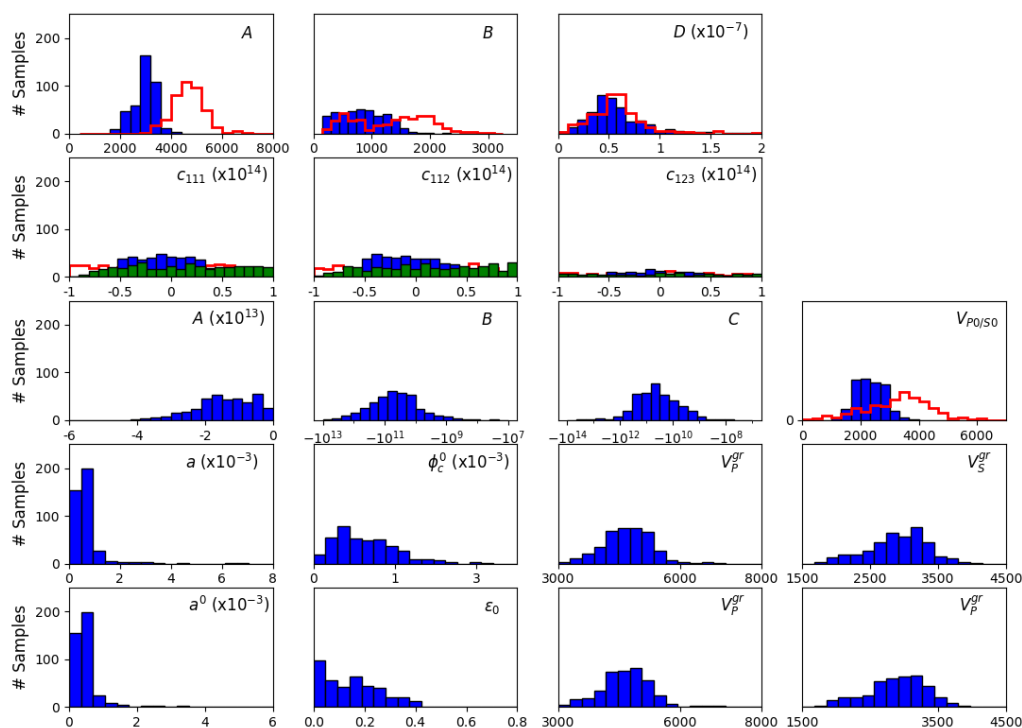 A B D (x10⁻⁷)
# Samples
200
100
0
0 2000 4000 6000 8000 0 1000 2000 3000 0 0.5 1 1.5 2
c₁₁₁ (x10¹⁴) c₁₁₂ (x10¹⁴) c₁₂₃ (x10¹⁴)
# Samples
200
100
0
-1 -0.5 0 0.5 1 -1 -0.5 0 0.5 1 -1 -0.5 0 0.5 1
A (x10¹³) B C V_{P0/S0}
# Samples
200
100
0 0
-6 -4 -2 0 −10¹³ −10¹¹ −10⁹ −10⁷ −10¹⁴ −10¹² −10¹⁰ −10⁸ 0 2000 4000 6000
a (x10⁻³) ϕ_c⁰ (x10⁻³) V_P^{gr} V_S^{gr}
# Samples
200
100
0
0 2 4 6 8 0 1 3 3000 6000 8000 1500 2500 3500 4500
a⁰ (x10⁻³) ε₀ V_P^{gr} V_P^{gr}
# Samples
200
100
0
0 2 4 6 0.0 0.2 0.4 0.6 0.8 3000 6000 8000 1500 2500 3500 4500